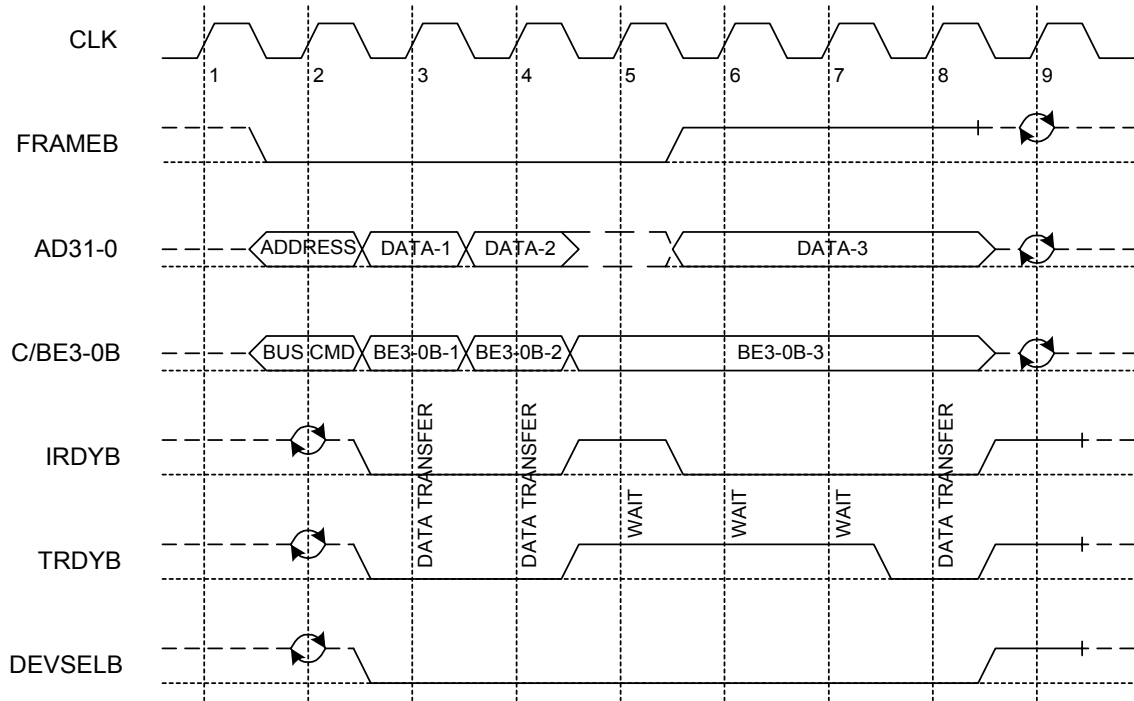 CLK
1 2 3 4 5 6 7 8 9
FRAMEB
AD31-0
ADDRESS DATA-1 DATA-2 DATA-3
C/BE3-0B
BUS CMD BE3-0B-1 BE3-0B-2 BE3-0B-3
IRDYB
DATA TRANSFER
DATA TRANSFER
WAIT
WAIT
WAIT
DATA TRANSFER
TRDYB
DEVSELB